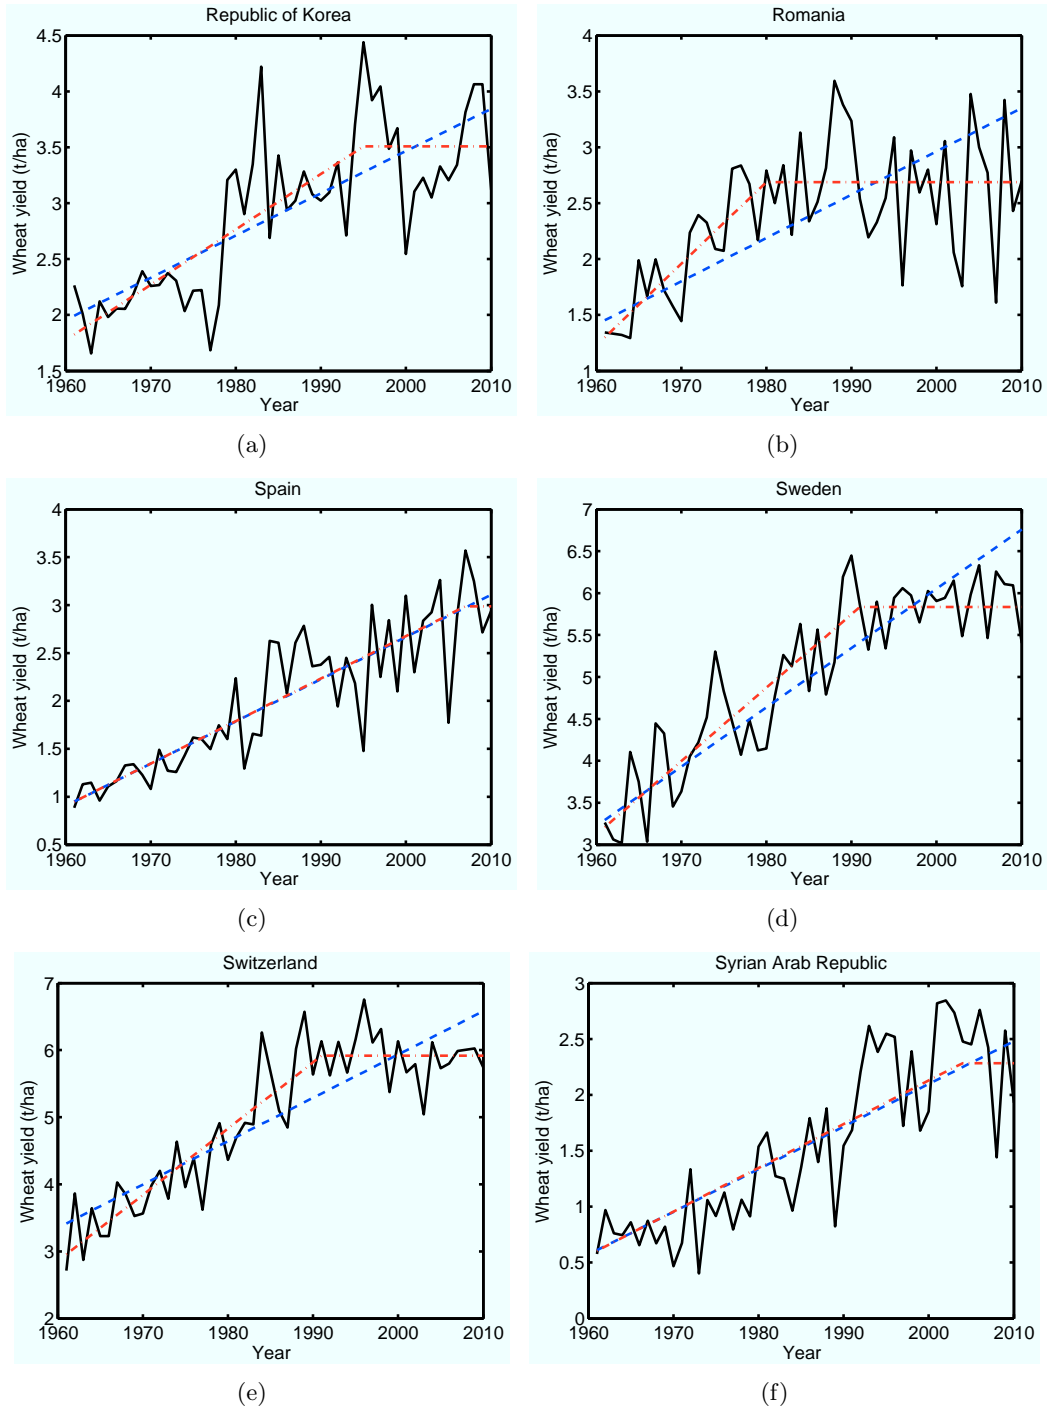 Republic of Korea
4.5
4
3.5
3
2.5
2
1.5
Wheat yield (t/ha)
1960 1970 1980 1990 2000 2010
Year
(a)
Romania
4
3.5
3
2.5
2
1.5
1
Wheat yield (t/ha)
1960 1970 1980 1990 2000 2010
Year
(b)
Spain
4
3.5
3
2.5
2
1.5
1
0.5
Wheat yield (t/ha)
1960 1970 1980 1990 2000 2010
Year
(c)
Sweden
7
6.5
6
5.5
5
4.5
4
3.5
3
Wheat yield (t/ha)
1960 1970 1980 1990 2000 2010
Year
(d)
Switzerland
7
6
5
4
3
2
Wheat yield (t/ha)
1960 1970 1980 1990 2000 2010
Year
(e)
Syrian Arab Republic
3
2.5
2
1.5
1
0.5
0
Wheat yield (t/ha)
1960 1970 1980 1990 2000 2010
Year
(f)